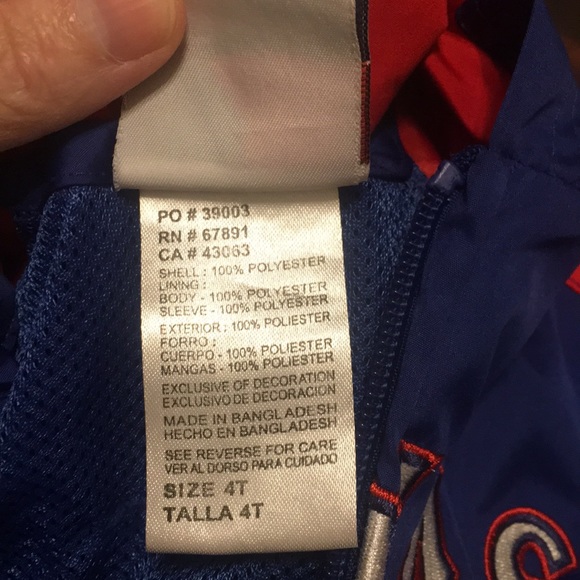 PO # 39003
RN # 67891
CA # 43063
SHELL : 100% POLYESTER
LINING :
BODY - 100% POLYESTER
SLEEVE - 100% POLYESTER
EXTERIOR : 100% POLIESTER
FORRO :
CUERPO - 100% POLIESTER
MANGAS - 100% POLIESTER
EXCLUSIVE OF DECORATION
EXCLUSIVO DE DECORACION
MADE IN BANGLADESH
HECHO EN BANGLADESH
SEE REVERSE FOR CARE
VER AL DORSO PARA CUIDADO
SIZE 4T
TALLA 4T